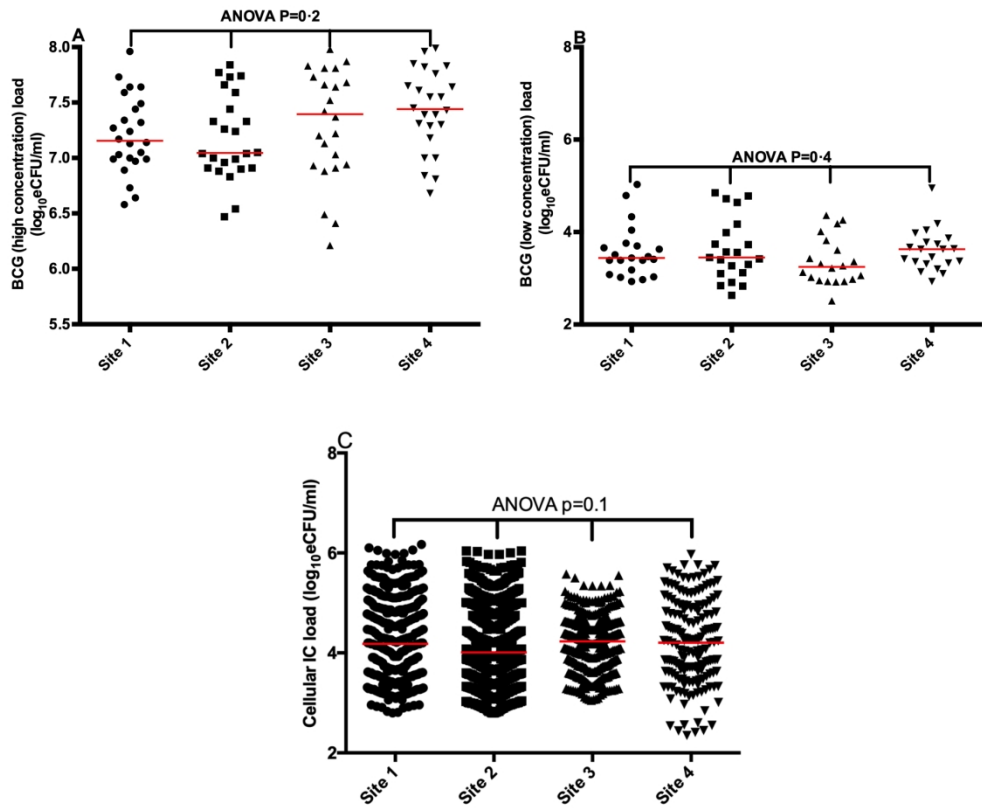 A
ANOVA P=0·2
BCG (high concentration) load
(log10eCFU/ml)
8.0
7.5
7.0
6.5
6.0
5.5
Site 1
Site 2
Site 3
Site 4
B
ANOVA P=0·4
BCG (low concentration) load
(log10eCFU/ml)
8
6
4
2
Site 1
Site 2
Site 3
Site 4
C
ANOVA p=0.1
Cellular IC load (log10eCFU/ml)
8
6
4
2
Site 1
Site 2
Site 3
Site 4